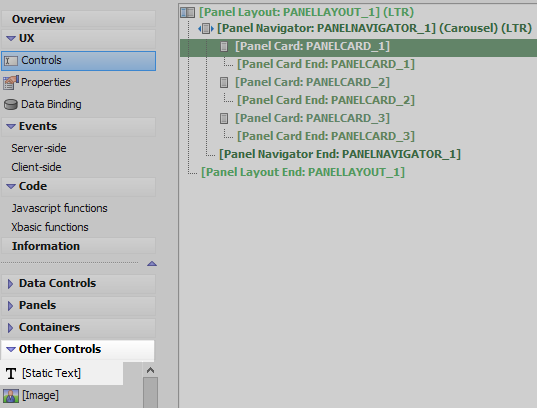 Overview
UX
Controls
Properties
Data Binding
Events
Server-side
Client-side
Code
Javascript functions
Xbasic functions
Information
Data Controls
Panels
Containers
Other Controls
[Static Text]
[Image]
[Panel Layout: PANELLAYOUT_1] (LTR)
[Panel Navigator: PANELNAVIGATOR_1] (Carousel) (LTR)
[Panel Card: PANELCARD_1]
[Panel Card End: PANELCARD_1]
[Panel Card: PANELCARD_2]
[Panel Card End: PANELCARD_2]
[Panel Card: PANELCARD_3]
[Panel Card End: PANELCARD_3]
[Panel Navigator End: PANELNAVIGATOR_1]
[Panel Layout End: PANELLAYOUT_1]